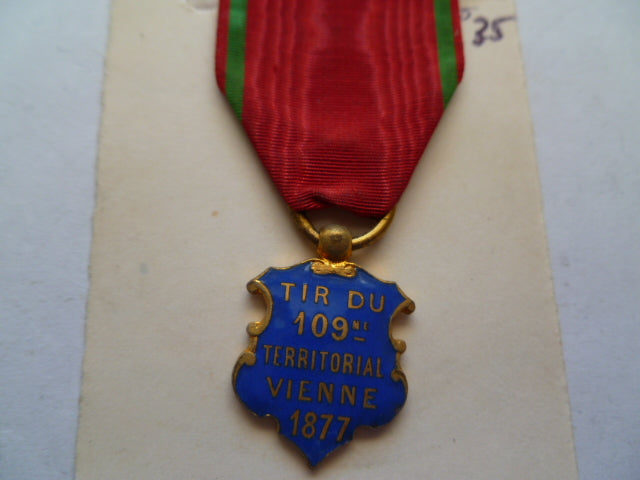 35
TIR DU
109ME
TERRITORIAL
VIENNE
1877